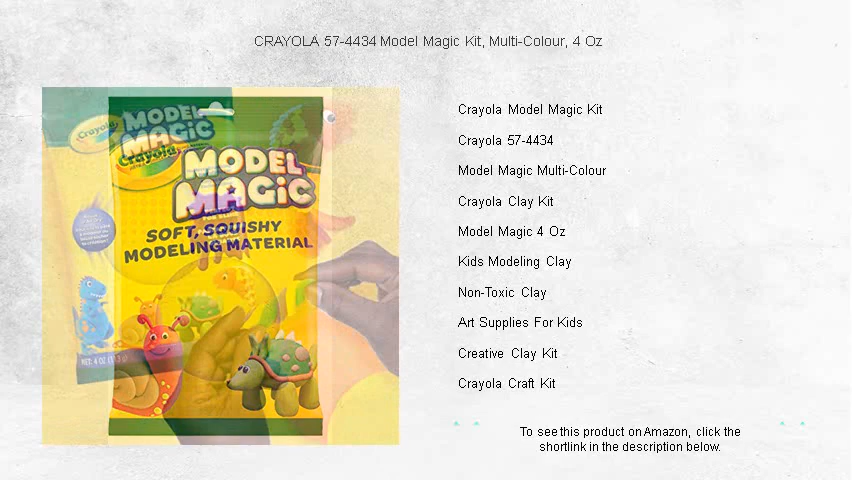 CRAYOLA 57-4434 Model Magic Kit, Multi-Colour, 4 Oz
Crayola
MODEL
MAGIC
Crayola
MODEL
MAGIC
SOFT, SQUISHY
MODELING MATERIAL
NET: 4 OZ
Crayola Model Magic Kit
Crayola 57-4434
Model Magic Multi-Colour
Crayola Clay Kit
Model Magic 4 Oz
Kids Modeling Clay
Non-Toxic Clay
Art Supplies For Kids
Creative Clay Kit
Crayola Craft Kit
To see this product on Amazon, click the
shortlink in the description below.